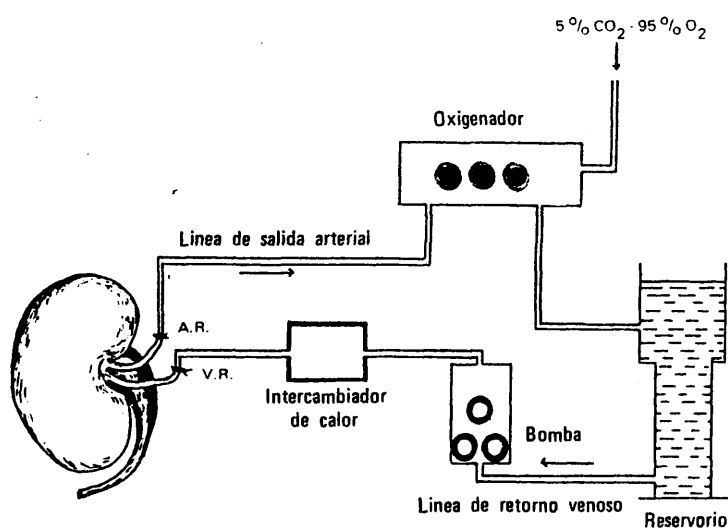 5 % CO2 - 95 % O2
Oxigenador
Linea de salida arterial
A.R.
V.R.
Intercambiador
de calor
Bomba
Linea de retorno venoso
Reservorio